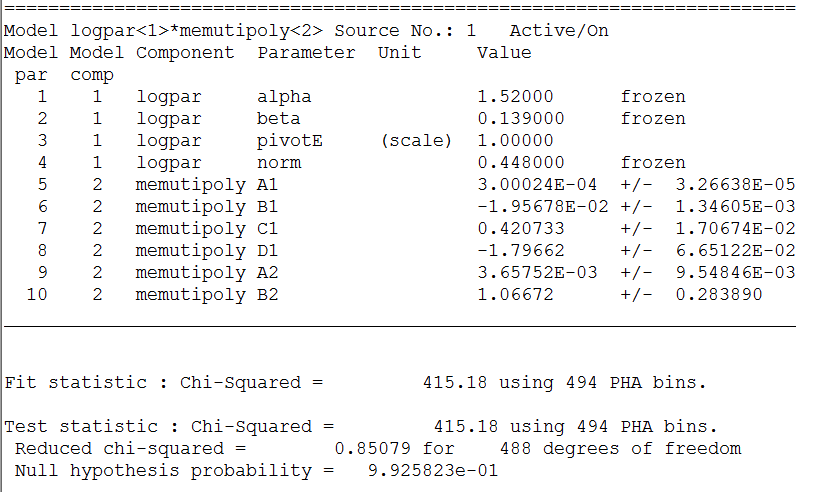 ========================================================================
Model logpar<1>*memutipoly<2> Source No.: 1   Active/On
Model Model Component  Parameter  Unit     Value
 par  comp
   1    1   logpar     alpha               1.52000      frozen
   2    1   logpar     beta                0.139000     frozen
   3    1   logpar     pivotE     (scale)  1.00000
   4    1   logpar     norm                0.448000     frozen
   5    2   memutipoly A1                  3.00024E-04  +/-  3.26638E-05
   6    2   memutipoly B1                  -1.95678E-02 +/-  1.34605E-03
   7    2   memutipoly C1                  0.420733     +/-  1.70674E-02
   8    2   memutipoly D1                  -1.79662     +/-  6.65122E-02
   9    2   memutipoly A2                  3.65752E-03  +/-  9.54846E-03
  10    2   memutipoly B2                  1.06672      +/-  0.283890
________________________________________________________________________
Fit statistic : Chi-Squared =         415.18 using 494 PHA bins.
Test statistic : Chi-Squared =         415.18 using 494 PHA bins.
 Reduced chi-squared =        0.85079 for    488 degrees of freedom
 Null hypothesis probability =   9.925823e-01